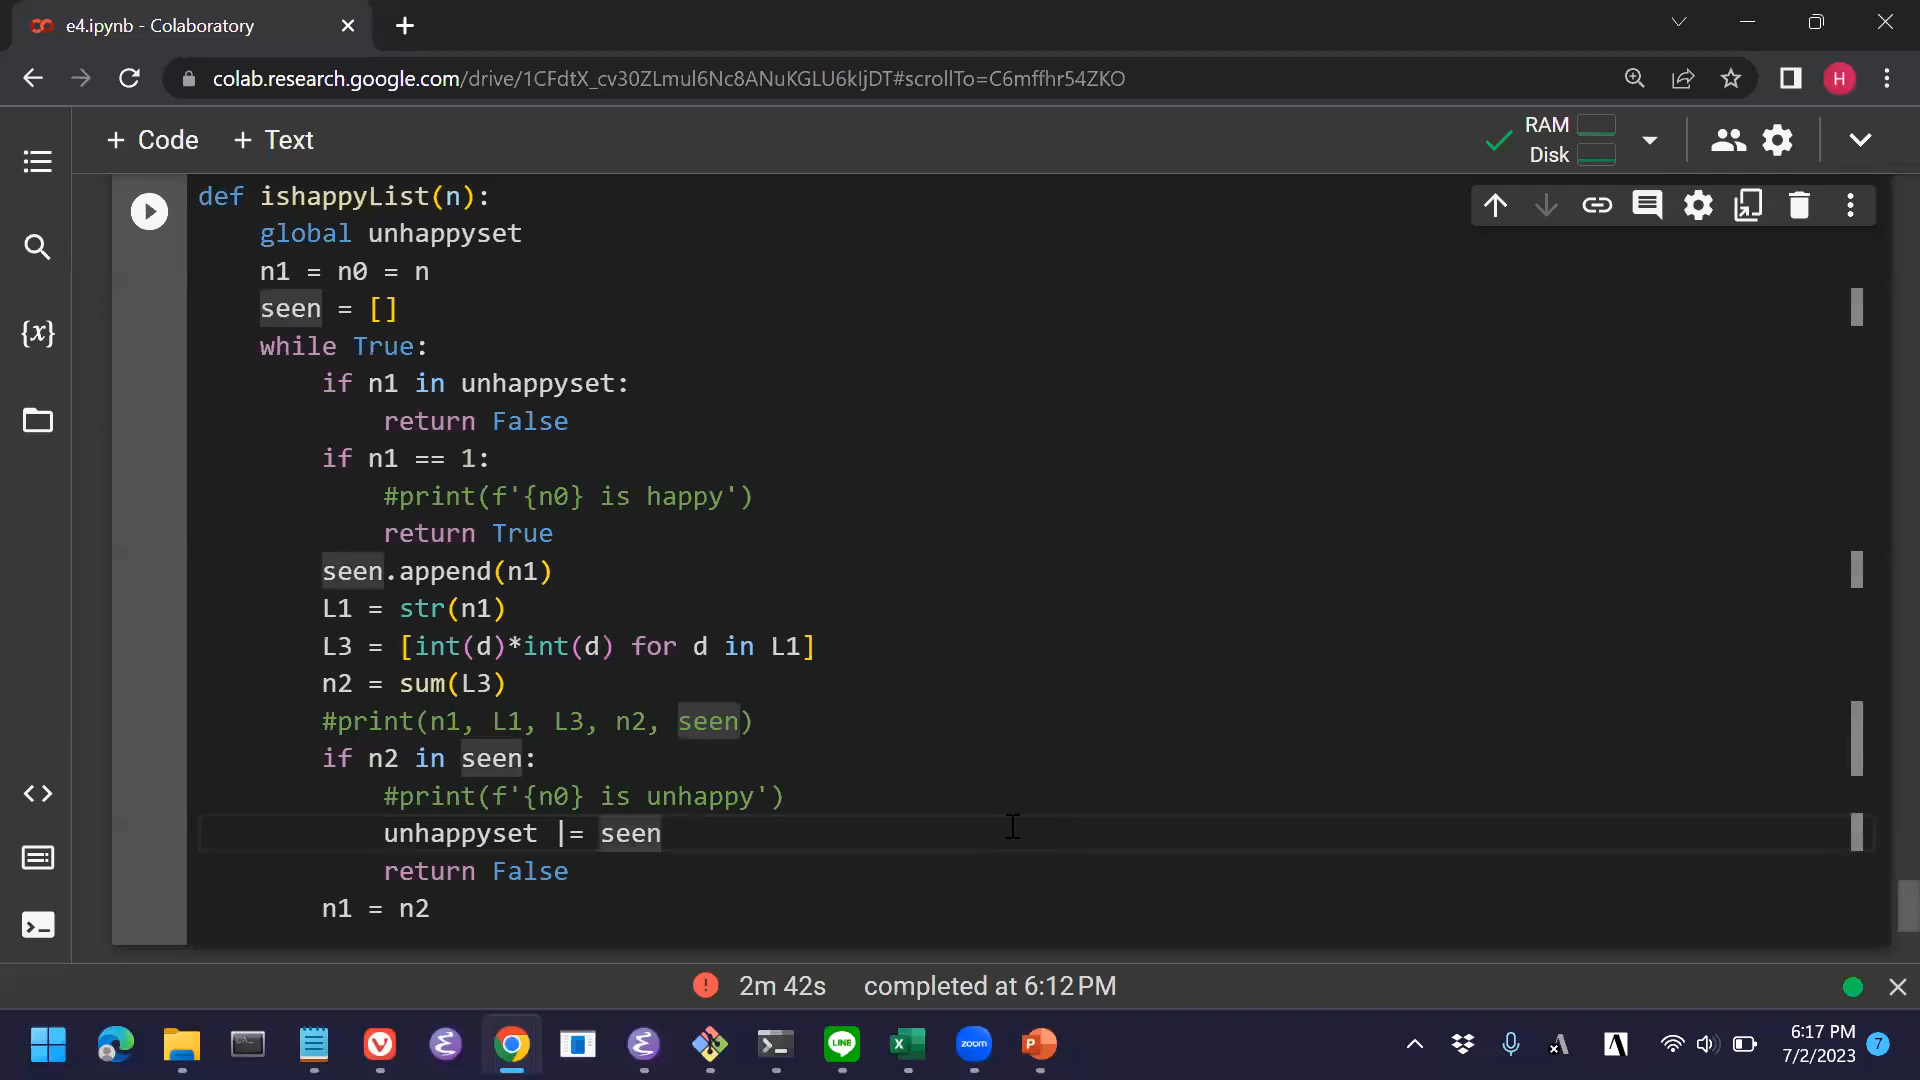 e4.ipynb - Colaboratory
colab.research.google.com/drive/1CFdtX_cv30ZLmul6Nc8ANuKGLU6kIjDT#scrollTo=C6mffhr54ZKO
H
+ Code + Text
RAM
Disk
{x}
def ishappyList(n):
global unhappyset
n1 = n0 = n
seen = []
while True:
if n1 in unhappyset:
return False
if n1 == 1:
#print(f'{n0} is happy')
return True
seen.append(n1)
L1 = str(n1)
L3 = [int(d)*int(d) for d in L1]
n2 = sum(L3)
#print(n1, L1, L3, n2, seen)
if n2 in seen:
#print(f'{n0} is unhappy')
unhappyset |= seen
return False
n1 = n2
2m 42s completed at 6:12 PM
LINE
zoom
6:17 PM
7/2/2023
7